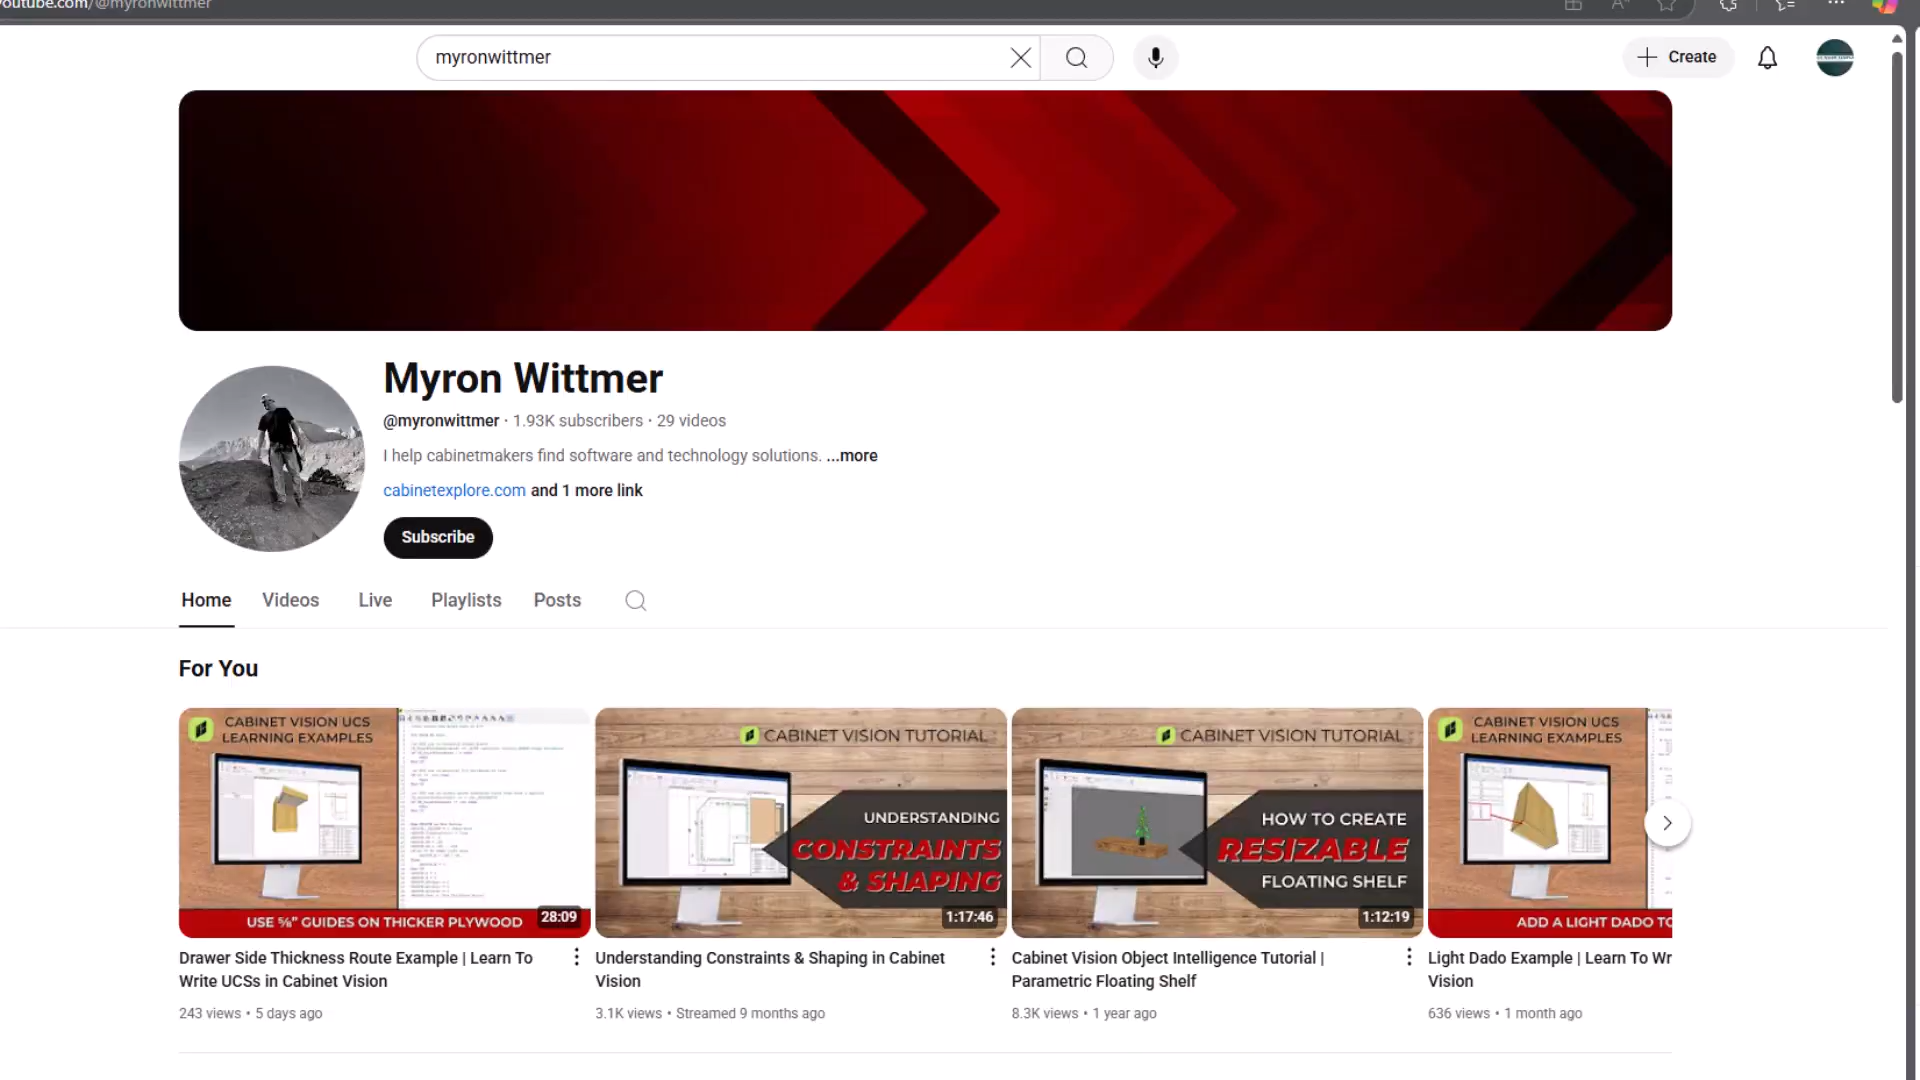 youtube.com/@myronwittmer
myronwittmer
Create
Myron Wittmer
@myronwittmer · 1.93K subscribers · 29 videos
I help cabinetmakers find software and technology solutions. ...more
cabinetexplore.com and 1 more link
Subscribe
Home
Videos
Live
Playlists
Posts
For You
CABINET VISION UCS
LEARNING EXAMPLES
USE ⅝" GUIDES ON THICKER PLYWOOD
28:09
Drawer Side Thickness Route Example | Learn To
Write UCSs in Cabinet Vision
243 views • 5 days ago
CABINET VISION TUTORIAL
UNDERSTANDING
CONSTRAINTS
& SHAPING
1:17:46
Understanding Constraints & Shaping in Cabinet
Vision
3.1K views • Streamed 9 months ago
CABINET VISION TUTORIAL
HOW TO CREATE
RESIZABLE
FLOATING SHELF
1:12:19
Cabinet Vision Object Intelligence Tutorial |
Parametric Floating Shelf
8.3K views • 1 year ago
CABINET VISION UCS
LEARNING EXAMPLES
ADD A LIGHT DADO TO
Light Dado Example | Learn To Wr
Vision
636 views • 1 month ago